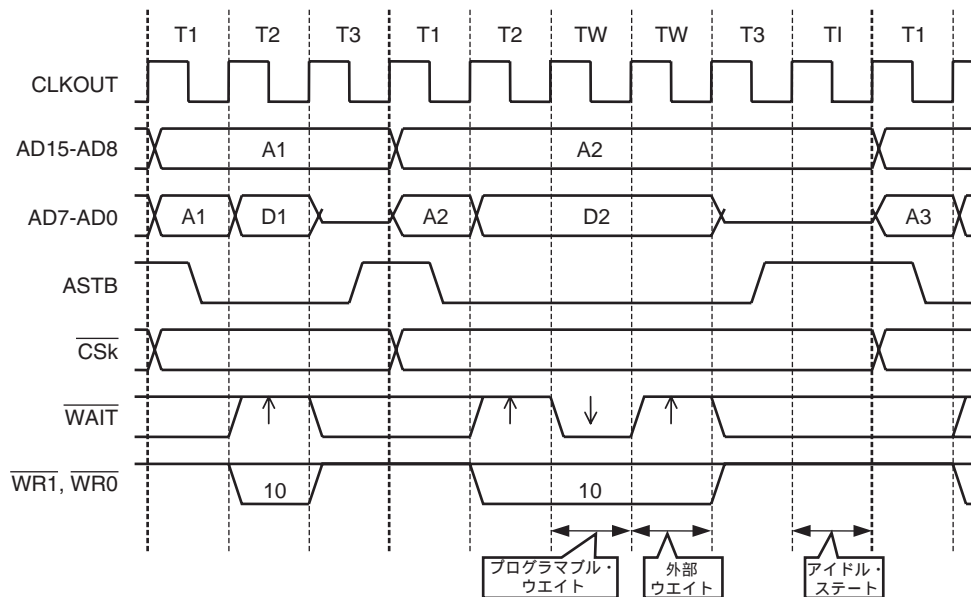 T1 T2 T3 T1 T2 TW TW T3 TI T1
CLKOUT
AD15-AD8 A1 A2
AD7-AD0 A1 D1 A2 D2 A3
ASTB
CSk
WAIT
WR1, WR0 10 10
プログラマブル・
ウエイト
外部
ウエイト
アイドル・
ステート